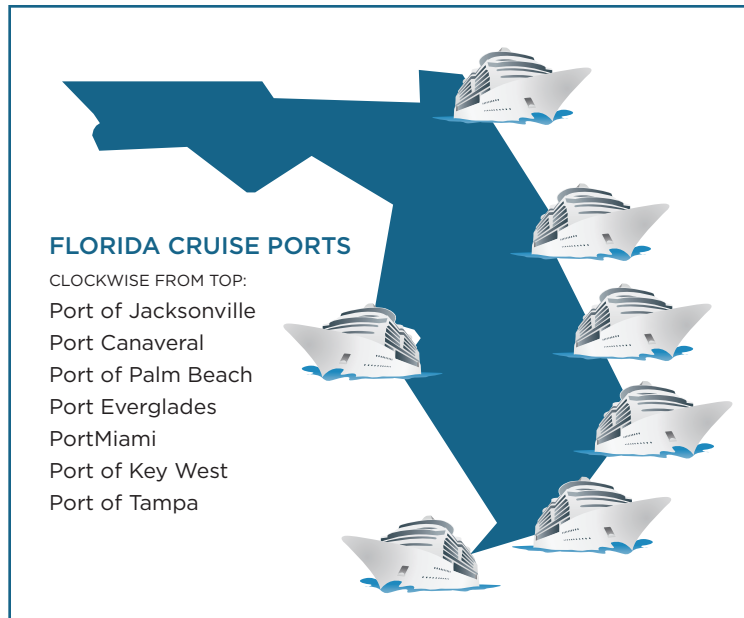 FLORIDA CRUISE PORTS
CLOCKWISE FROM TOP:
Port of Jacksonville
Port Canaveral
Port of Palm Beach
Port Everglades
PortMiami
Port of Key West
Port of Tampa